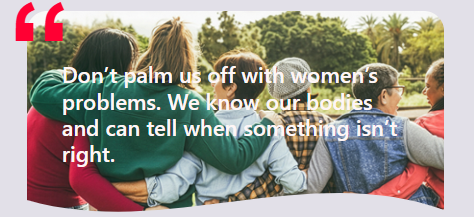 “
Don’t palm us off with women’s
problems. We know our bodies
and can tell when something isn’t
right.